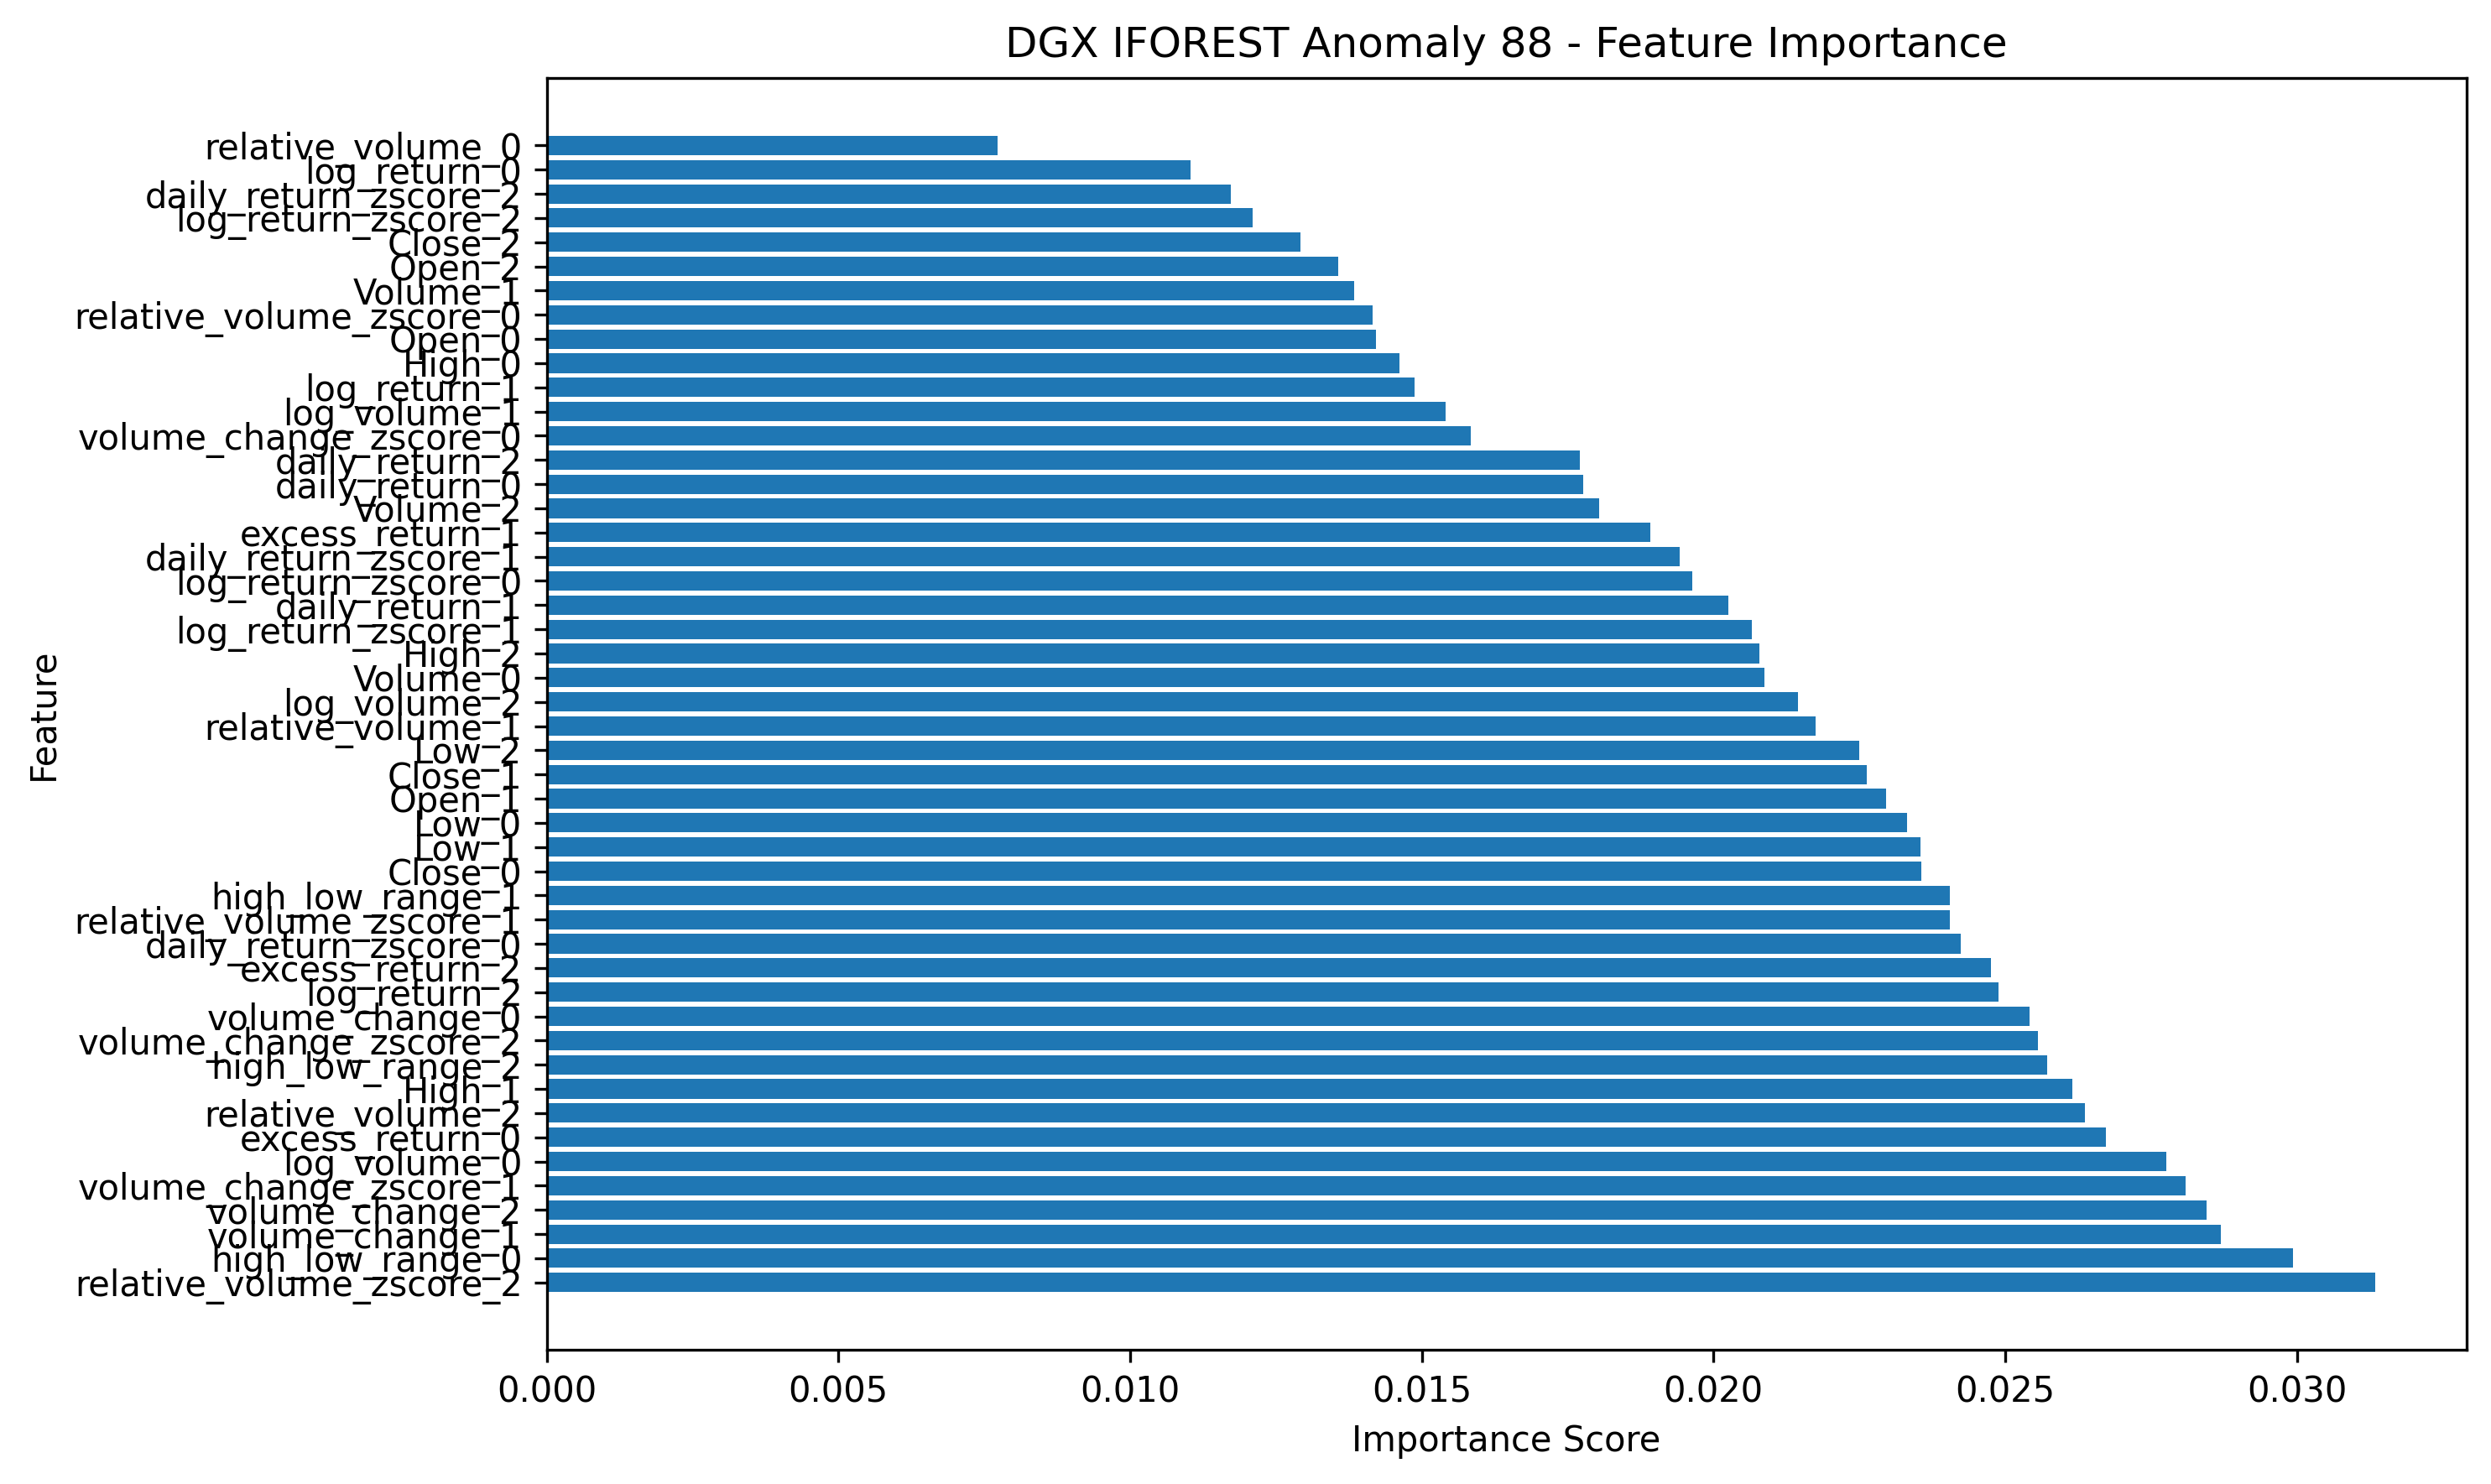 DGX IFOREST Anomaly 88 - Feature Importance
relative_volume_0
log_return_0
daily_return_zscore_2
log_return_zscore_2
Close_2
Open_2
Volume_1
relative_volume_zscore_0
Open_0
High_0
log_return_1
log_volume_1
volume_change_zscore_0
daily_return_2
daily_return_0
Volume_2
excess_return_1
daily_return_zscore_1
log_return_zscore_0
daily_return_1
log_return_zscore_1
High_2
Volume_0
log_volume_2
relative_volume_1
Low_2
Close_1
Open_1
Low_0
Low_1
Close_0
high_low_range_1
relative_volume_zscore_1
daily_return_zscore_0
excess_return_2
log_return_2
volume_change_0
volume_change_zscore_2
high_low_range_2
High_1
relative_volume_2
excess_return_0
log_volume_0
volume_change_zscore_1
volume_change_2
volume_change_1
high_low_range_0
relative_volume_zscore_2
Feature
0.000 0.005 0.010 0.015 0.020 0.025 0.030
Importance Score